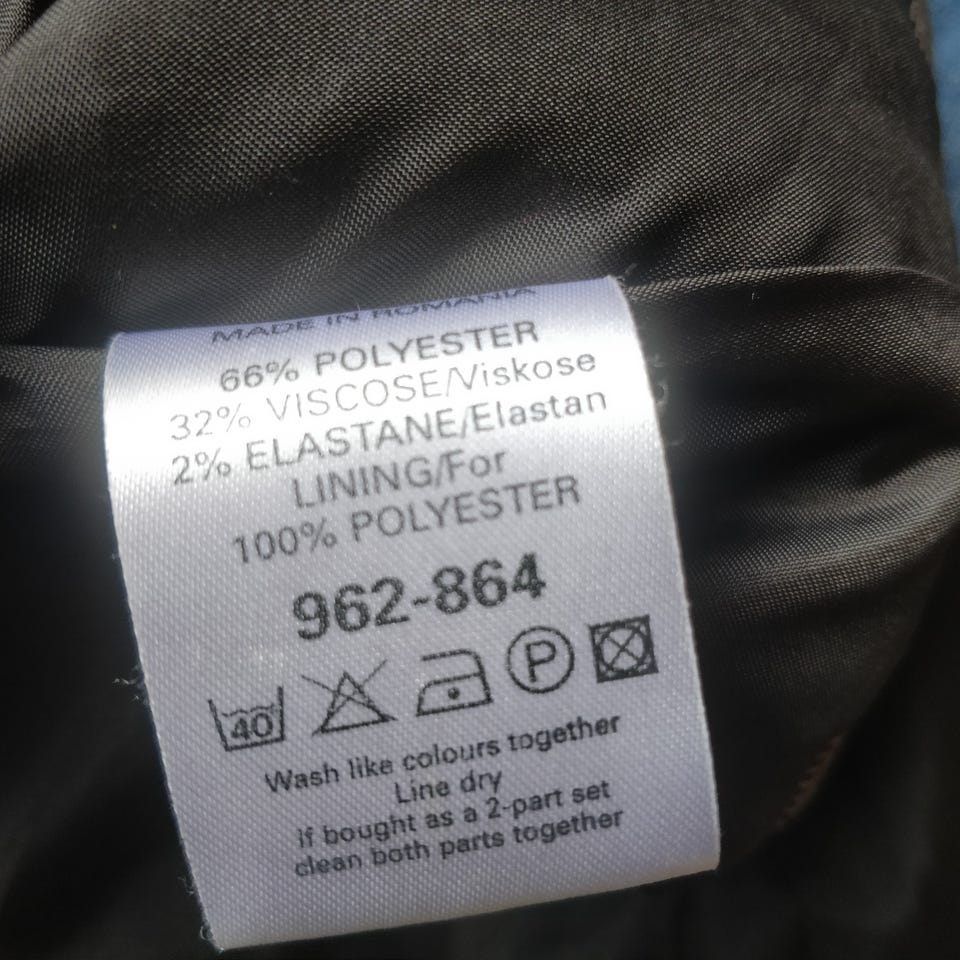 MADE IN ROMANIA
66% POLYESTER
32% VISCOSE/Viskose
2% ELASTANE/Elastan
LINING/For
100% POLYESTER
962-864
40 P
Wash like colours together
Line dry
If bought as a 2-part set
clean both parts together